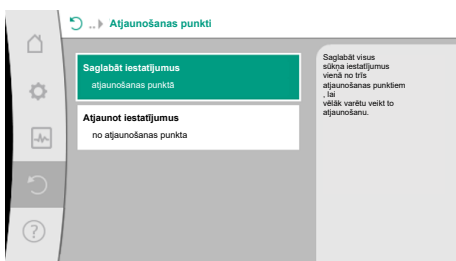 ..
Atjaunošanas punkti
Saglabāt iestatījumus
atjaunošanas punktā
Atjaunot iestatījumus
no atjaunošanas punkta
Saglabāt visus
sūkņa iestatījumus
vienā no trīs
atjaunošanas punktiem
, lai
vēlāk varētu veikt to
atjaunošanu.
?